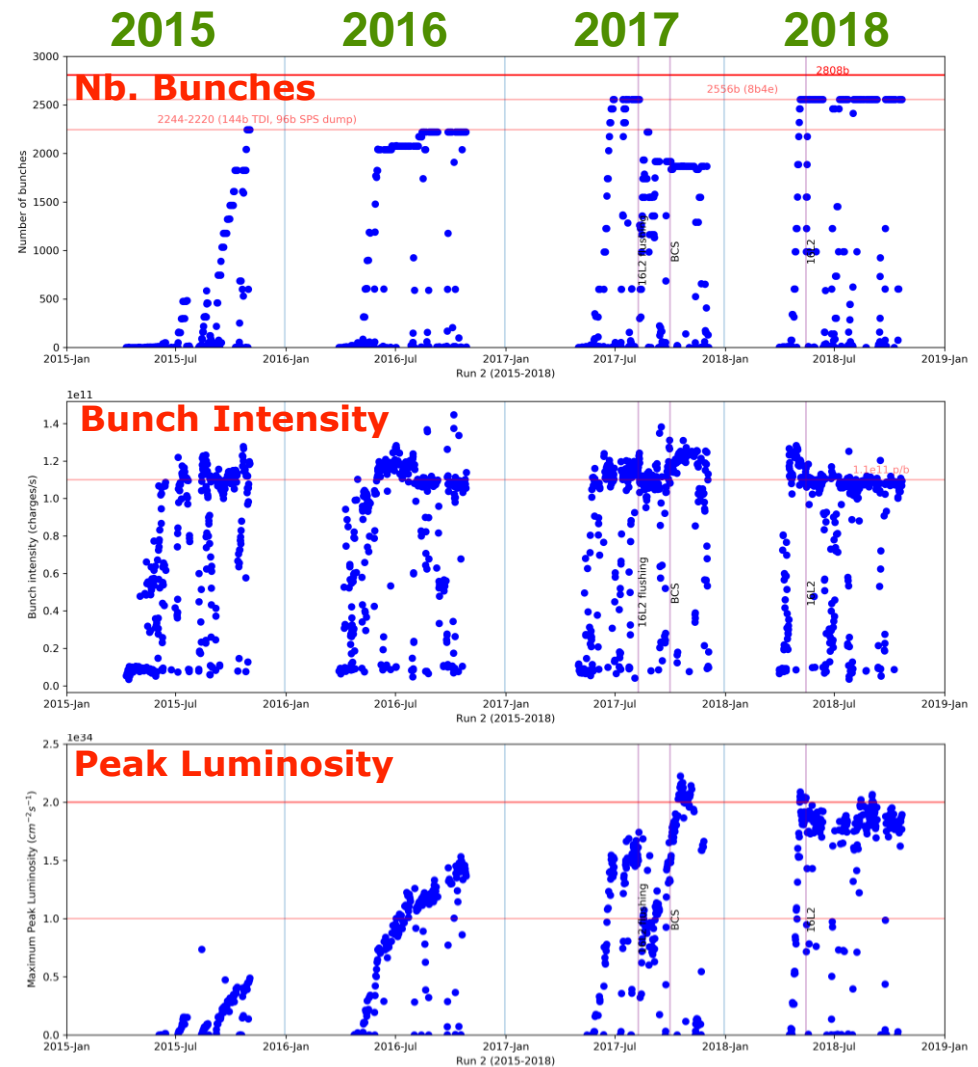 2015 2016 2017 2018
Nb. Bunches
3000
2500
2000
1500
1000
500
0
Number of bunches
2808b
2556b (8b4e)
2244-2220 (144b TDI, 96b SPS dump)
16L2 flushing
BCS
16L2
2015-Jan 2015-Jul 2016-Jan 2016-Jul 2017-Jan 2017-Jul 2018-Jan 2018-Jul 2019-Jan
Run 2 (2015-2018)
1e11
Bunch Intensity
1.4
1.2
1.0
0.8
0.6
0.4
0.2
0.0
Bunch intensity (charges/s)
1.1e11 p/b
16L2 flushing
BCS
16L2
2015-Jan 2015-Jul 2016-Jan 2016-Jul 2017-Jan 2017-Jul 2018-Jan 2018-Jul 2019-Jan
Run 2 (2015-2018)
1e34
Peak Luminosity
2.5
2.0
1.5
1.0
0.5
0.0
Maximum Peak Luminosity (cm⁻²s⁻¹)
16L2 flushing
BCS
16L2
2015-Jan 2015-Jul 2016-Jan 2016-Jul 2017-Jan 2017-Jul 2018-Jan 2018-Jul 2019-Jan
Run 2 (2015-2018)